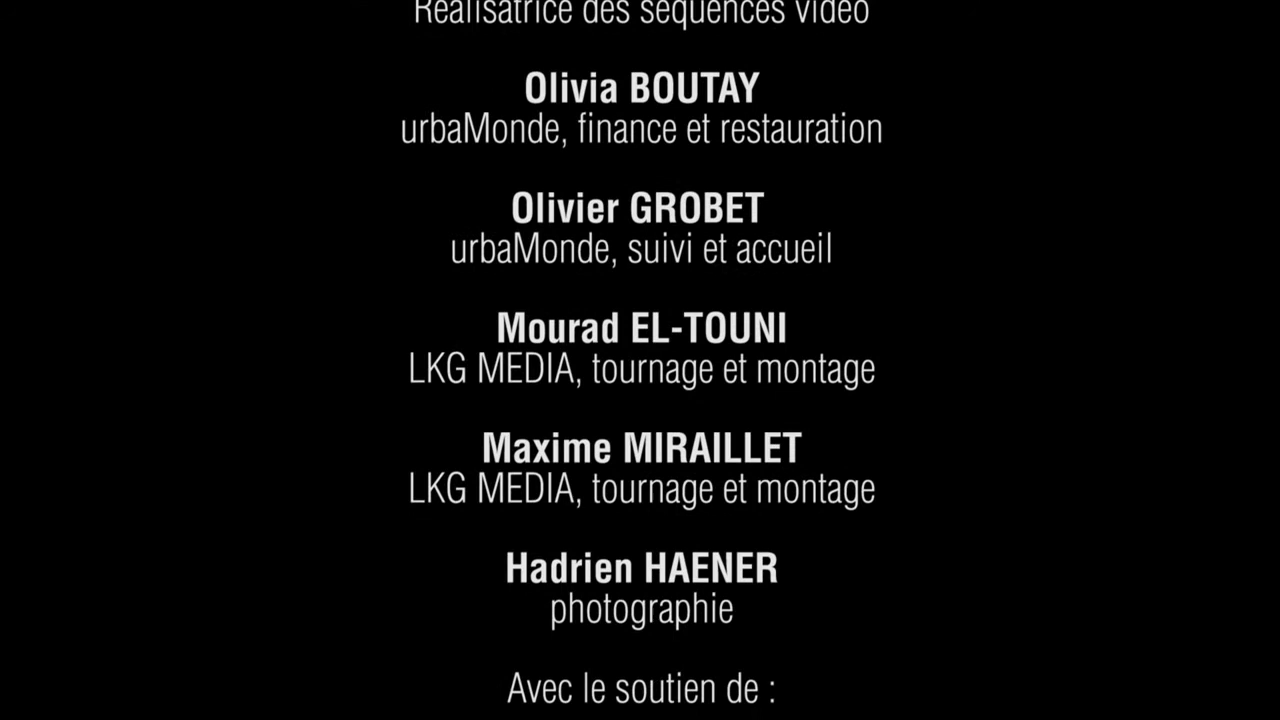 Réalisatrice des séquences vidéo
Olivia BOUTAY
urbaMonde, finance et restauration
Olivier GROBET
urbaMonde, suivi et accueil
Mourad EL-TOUNI
LKG MEDIA, tournage et montage
Maxime MIRAILLET
LKG MEDIA, tournage et montage
Hadrien HAENER
photographie
Avec le soutien de :